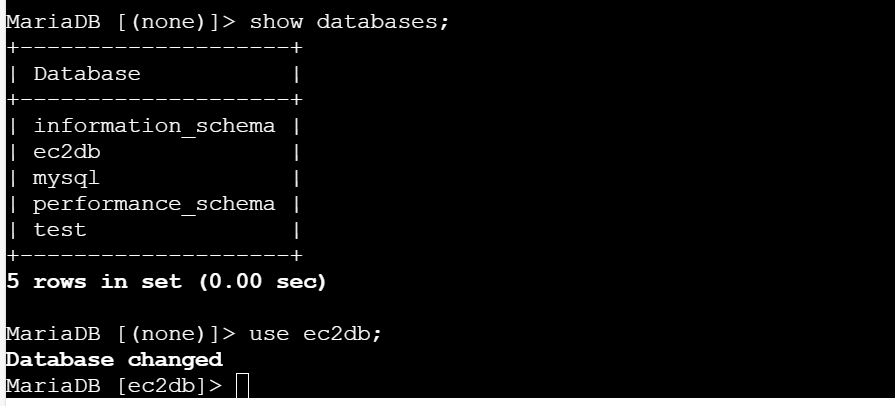 MariaDB [(none)]> show databases;
+--------------------+
| Database           |
+--------------------+
| information_schema |
| ec2db              |
| mysql              |
| performance_schema |
| test               |
+--------------------+
5 rows in set (0.00 sec)
MariaDB [(none)]> use ec2db;
Database changed
MariaDB [ec2db]>